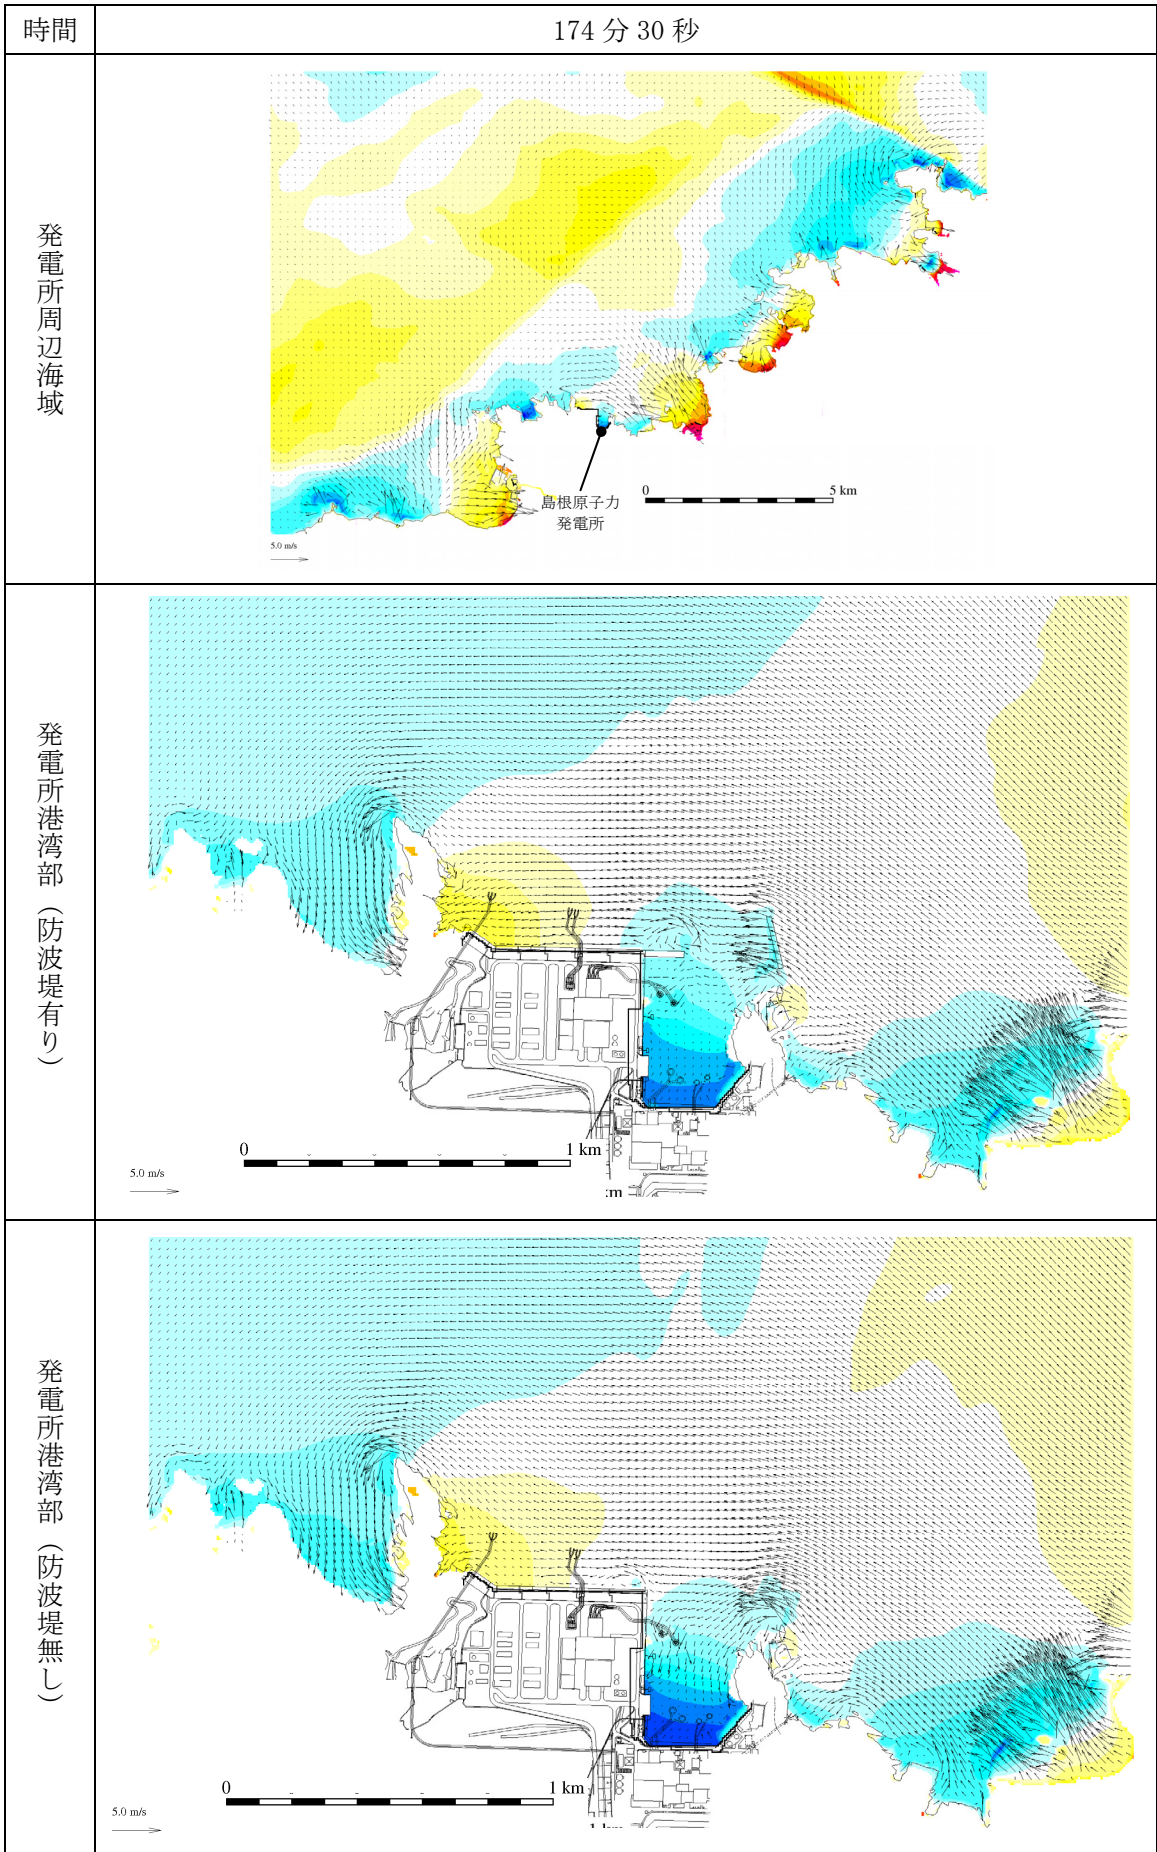 時間
174 分 30 秒
発電所周辺海域
島根原子力
発電所
0
5 km
5.0 m/s
発電所港湾部（防波堤有り）
0
1 km
5.0 m/s
:m
発電所港湾部（防波堤無し）
0
1 km
5.0 m/s